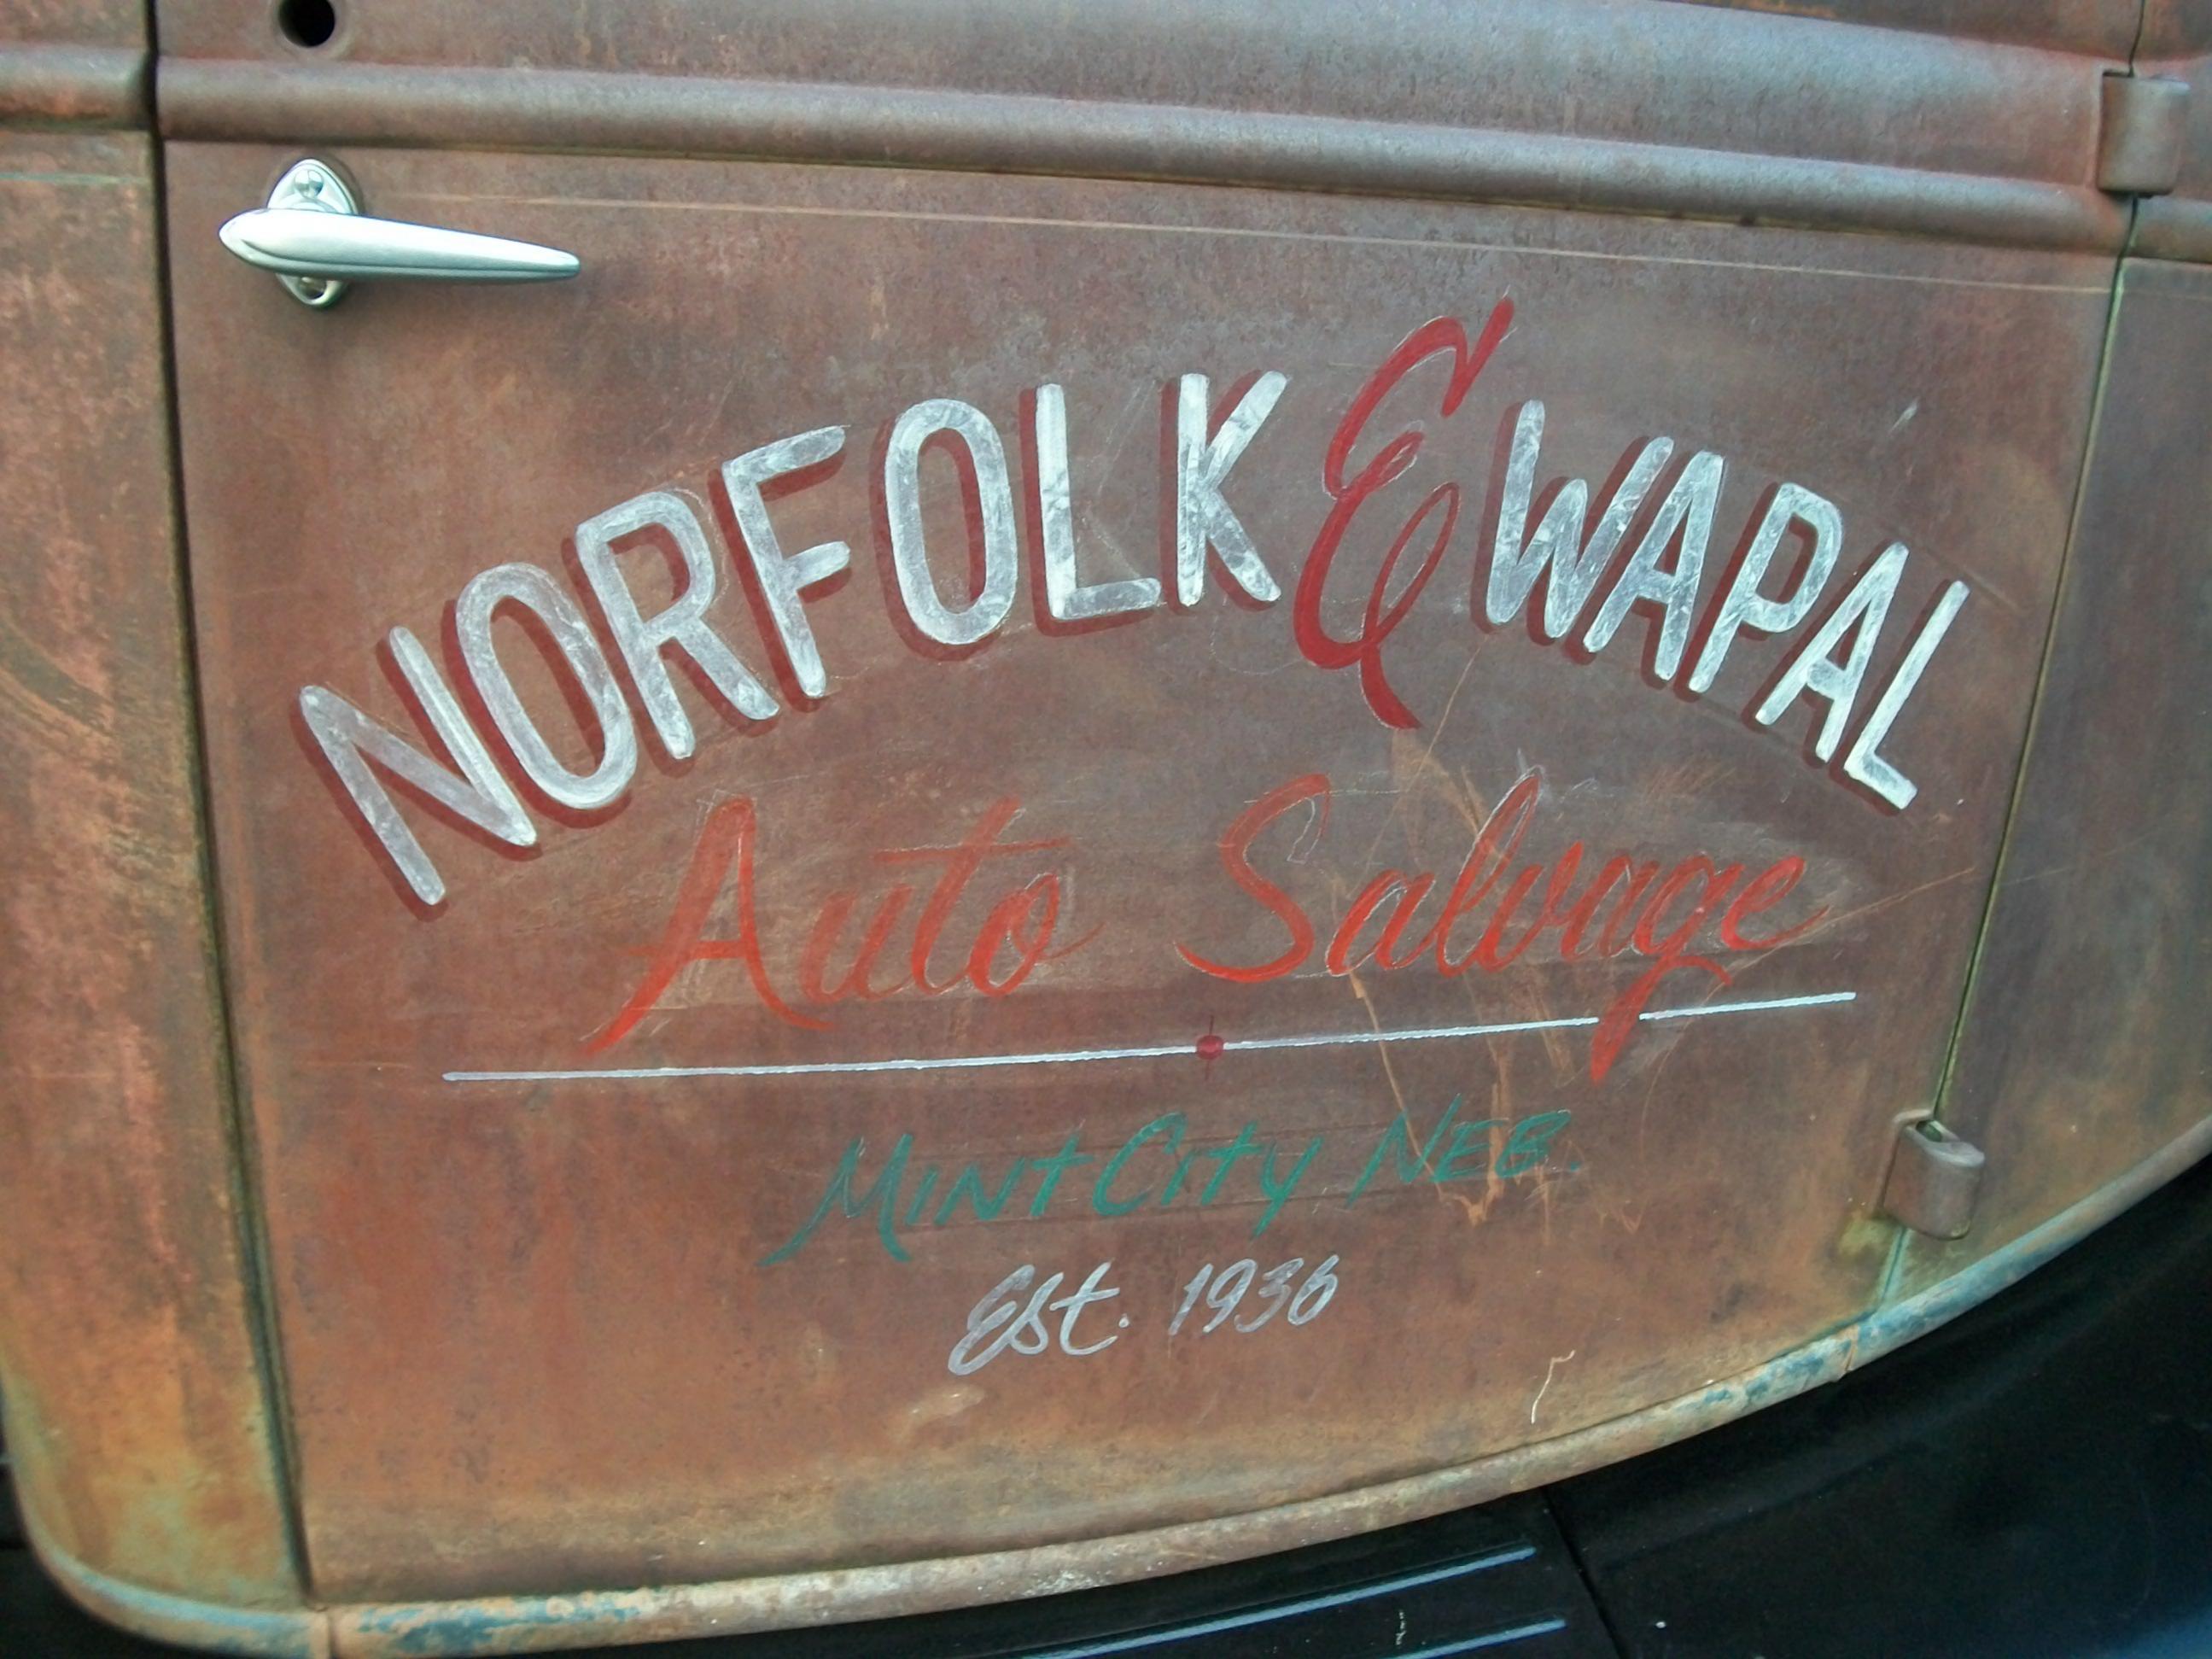 NORFOLK & WAPAL
Auto Salvage
Mint City Neb.
Est. 1936